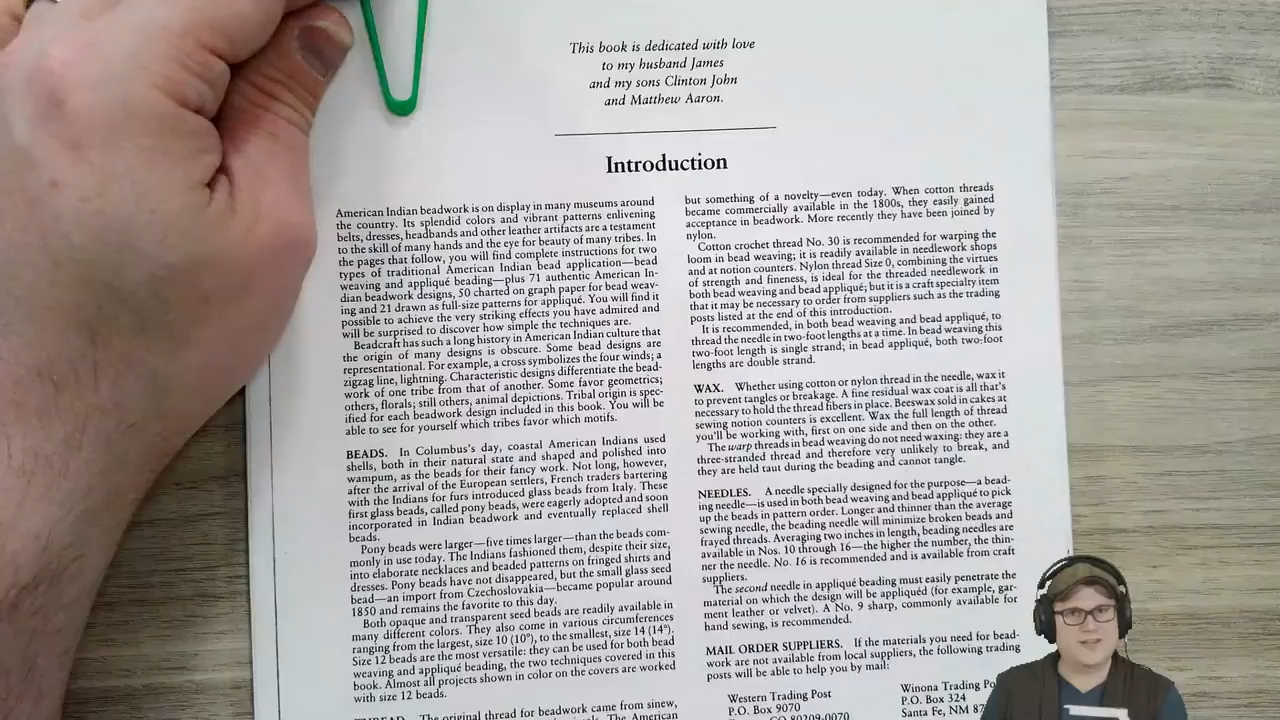 This book is dedicated with love
to my husband James
and my sons Clinton John
and Matthew Aaron.
Introduction
American Indian beadwork is on display in many museums around
the country. Its splendid colors and vibrant patterns enlivening
belts, dresses, headbands and other leather artifacts are a testament
to the skill of many hands and the eye for beauty of many tribes. In
the pages that follow, you will find complete instructions for two
types of traditional American Indian bead application—bead
weaving and appliqué beading—plus 71 authentic American In-
dian beadwork designs, 50 charted on graph paper for bead weav-
ing and 21 drawn as full-size patterns for appliqué. You will find it
possible to achieve the very striking effects you have admired and
will be surprised to discover how simple the techniques are.
Beadcraft has such a long history in American Indian culture that
the origin of many designs is obscure. Some bead designs are
representational. For example, a cross symbolizes the four winds; a
zigzag line, lightning. Characteristic designs differentiate the bead-
work of one tribe from that of another. Some favor geometrics;
others, florals; still others, animal depictions. Tribal origin is spec-
ified for each beadwork design included in this book. You will be
able to see for yourself which tribes favor which motifs.
BEADS. In Columbus's day, coastal American Indians used
shells, both in their natural state and shaped and polished into
wampum, as the beads for their fancy work. Not long, however,
after the arrival of the European settlers, French traders bartering
with the Indians for furs introduced glass beads from Italy. These
first glass beads, called pony beads, were eagerly adopted and soon
incorporated in Indian beadwork and eventually replaced shell
beads.
Pony beads were larger—five times larger—than the beads com-
monly in use today. The Indians fashioned them, despite their size,
into elaborate necklaces and beaded patterns on fringed shirts and
dresses. Pony beads have not disappeared, but the small glass seed
bead—an import from Czechoslovakia—became popular around
1850 and remains the favorite to this day.
Both opaque and transparent seed beads are readily available in
many different colors. They also come in various circumferences
ranging from the largest, size 10 (10°), to the smallest, size 14 (14°).
Size 12 beads are the most versatile: they can be used for both bead
weaving and appliqué beading, the two techniques covered in this
book. Almost all projects shown in color on the covers are worked
with size 12 beads.
THREAD. The original thread for beadwork came from sinew,
The American
but something of a novelty—even today. When cotton threads
became commercially available in the 1800s, they easily gained
acceptance in beadwork. More recently they have been joined by
nylon.
Cotton crochet thread No. 30 is recommended for warping the
loom in bead weaving; it is readily available in needlework shops
and at notion counters. Nylon thread Size 0, combining the virtues
of strength and fineness, is ideal for the threaded needlework in
both bead weaving and bead appliqué; but it is a craft specialty item
that it may be necessary to order from suppliers such as the trading
posts listed at the end of this introduction.
It is recommended, in both bead weaving and bead appliqué, to
thread the needle in two-foot lengths at a time. In bead weaving this
two-foot length is single strand; in bead appliqué, both two-foot
lengths are double strand.
WAX. Whether using cotton or nylon thread in the needle, wax it
to prevent tangles or breakage. A fine residual wax coat is all that's
necessary to hold the thread fibers in place. Beeswax sold in cakes at
sewing notion counters is excellent. Wax the full length of thread
you'll be working with, first on one side and then on the other.
The warp threads in bead weaving do not need waxing: they are a
three-stranded thread and therefore very unlikely to break, and
they are held taut during the beading and cannot tangle.
NEEDLES. A needle specially designed for the purpose—a bead-
ing needle—is used in both bead weaving and bead appliqué to pick
up the beads in pattern order. Longer and thinner than the average
sewing needle, the beading needle will minimize broken beads and
frayed threads. Averaging two inches in length, beading needles are
available in Nos. 10 through 16—the higher the number, the thin-
ner the needle. No. 16 is recommended and is available from craft
suppliers.
The second needle in appliqué beading must easily penetrate the
material on which the design will be appliquéd (for example, gar-
ment leather or velvet). A No. 9 sharp, commonly available for
hand sewing, is recommended.
MAIL ORDER SUPPLIERS. If the materials you need for bead-
work are not available from local suppliers, the following trading
posts will be able to help you by mail:
Western Trading Post
P.O. Box 9070
CO 80209-0070
Winona Trading Po
P.O. Box 324
Santa Fe, NM 87